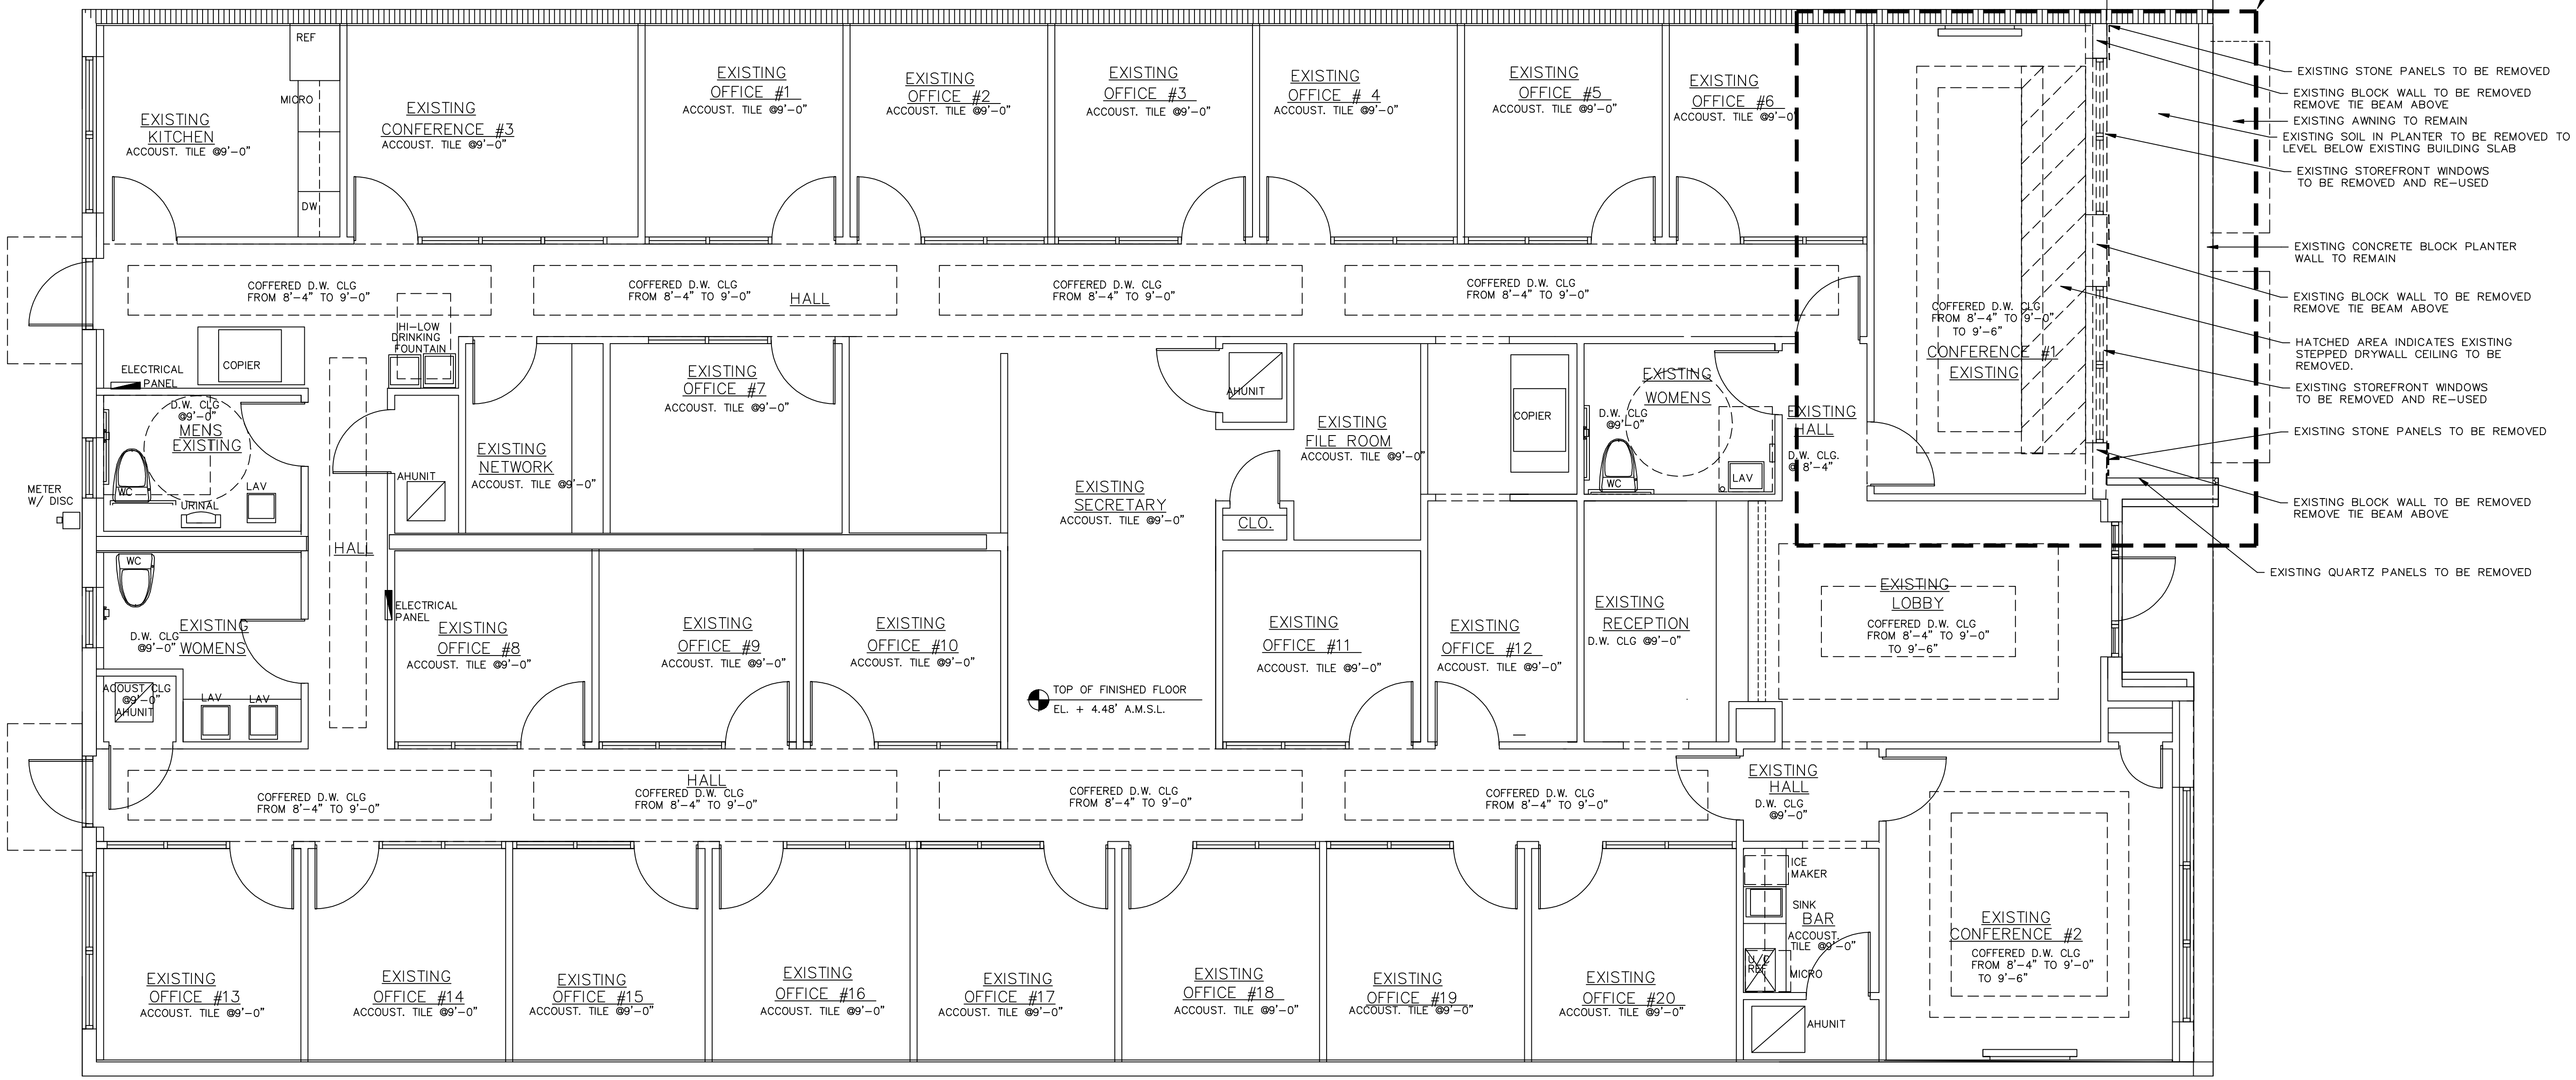 REF
MICRO
DW
EXISTING
KITCHEN
ACCOUST. TILE @9'-0"
EXISTING
CONFERENCE #3
ACCOUST. TILE @9'-0"
EXISTING
OFFICE #1
ACCOUST. TILE @9'-0"
EXISTING
OFFICE #2
ACCOUST. TILE @9'-0"
EXISTING
OFFICE #3
ACCOUST. TILE @9'-0"
EXISTING
OFFICE # 4
ACCOUST. TILE @9'-0"
EXISTING
OFFICE #5
ACCOUST. TILE @9'-0"
EXISTING
OFFICE #6
ACCOUST. TILE @9'-0"
EXISTING STONE PANELS TO BE REMOVED
EXISTING BLOCK WALL TO BE REMOVED
REMOVE TIE BEAM ABOVE
EXISTING AWNING TO REMAIN
EXISTING SOIL IN PLANTER TO BE REMOVED TO
LEVEL BELOW EXISTING BUILDING SLAB
EXISTING STOREFRONT WINDOWS
TO BE REMOVED AND RE-USED
EXISTING CONCRETE BLOCK PLANTER
WALL TO REMAIN
EXISTING BLOCK WALL TO BE REMOVED
REMOVE TIE BEAM ABOVE
HATCHED AREA INDICATES EXISTING
STEPPED DRYWALL CEILING TO BE
REMOVED.
EXISTING STOREFRONT WINDOWS
TO BE REMOVED AND RE-USED
EXISTING STONE PANELS TO BE REMOVED
EXISTING BLOCK WALL TO BE REMOVED
REMOVE TIE BEAM ABOVE
EXISTING QUARTZ PANELS TO BE REMOVED
COFFERED D.W. CLG
FROM 8'-4" TO 9'-0"
COFFERED D.W. CLG
FROM 8'-4" TO 9'-0"
HALL
COFFERED D.W. CLG
FROM 8'-4" TO 9'-0"
COFFERED D.W. CLG
FROM 8'-4" TO 9'-0"
COFFERED D.W. CLG
FROM 8'-4" TO 9'-0"
TO 9'-6"
CONFERENCE #1
EXISTING
HI-LOW
DRINKING
FOUNTAIN
COPIER
ELECTRICAL
PANEL
D.W. CLG
@9'-0"
MENS
EXISTING
WC
URINAL
LAV
METER
W/ DISC
AHUNIT
EXISTING
NETWORK
ACCOUST. TILE @9'-0"
EXISTING
OFFICE #7
ACCOUST. TILE @9'-0"
EXISTING
SECRETARY
ACCOUST. TILE @9'-0"
AHUNIT
CLO.
EXISTING
FILE ROOM
ACCOUST. TILE @9'-0"
COPIER
EXISTING
WOMENS
D.W. CLG
@9'-0"
WC
LAV
EXISTING
HALL
D.W. CLG.
@ 8'-4"
HALL
WC
EXISTING
WOMENS
D.W. CLG
@9'-0"
ACOUST CLG
@9'-0"
AHUNIT
LAV
LAV
ELECTRICAL
PANEL
EXISTING
OFFICE #8
ACCOUST. TILE @9'-0"
EXISTING
OFFICE #9
ACCOUST. TILE @9'-0"
EXISTING
OFFICE #10
ACCOUST. TILE @9'-0"
TOP OF FINISHED FLOOR
EL. + 4.48' A.M.S.L.
EXISTING
OFFICE #11
ACCOUST. TILE @9'-0"
EXISTING
OFFICE #12
ACCOUST. TILE @9'-0"
EXISTING
RECEPTION
D.W. CLG @9'-0"
EXISTING
LOBBY
COFFERED D.W. CLG
FROM 8'-4" TO 9'-0"
TO 9'-6"
COFFERED D.W. CLG
FROM 8'-4" TO 9'-0"
HALL
COFFERED D.W. CLG
FROM 8'-4" TO 9'-0"
COFFERED D.W. CLG
FROM 8'-4" TO 9'-0"
COFFERED D.W. CLG
FROM 8'-4" TO 9'-0"
EXISTING
HALL
D.W. CLG
@9'-0"
EXISTING
OFFICE #13
ACCOUST. TILE @9'-0"
EXISTING
OFFICE #14
ACCOUST. TILE @9'-0"
EXISTING
OFFICE #15
ACCOUST. TILE @9'-0"
EXISTING
OFFICE #16
ACCOUST. TILE @9'-0"
EXISTING
OFFICE #17
ACCOUST. TILE @9'-0"
EXISTING
OFFICE #18
ACCOUST. TILE @9'-0"
EXISTING
OFFICE #19
ACCOUST. TILE @9'-0"
EXISTING
OFFICE #20
ACCOUST. TILE @9'-0"
ICE
MAKER
SINK
BAR
ACCOUST.
TILE @9'-0"
U/C
REF
MICRO
AHUNIT
EXISTING
CONFERENCE #2
COFFERED D.W. CLG
FROM 8'-4" TO 9'-0"
TO 9'-6"